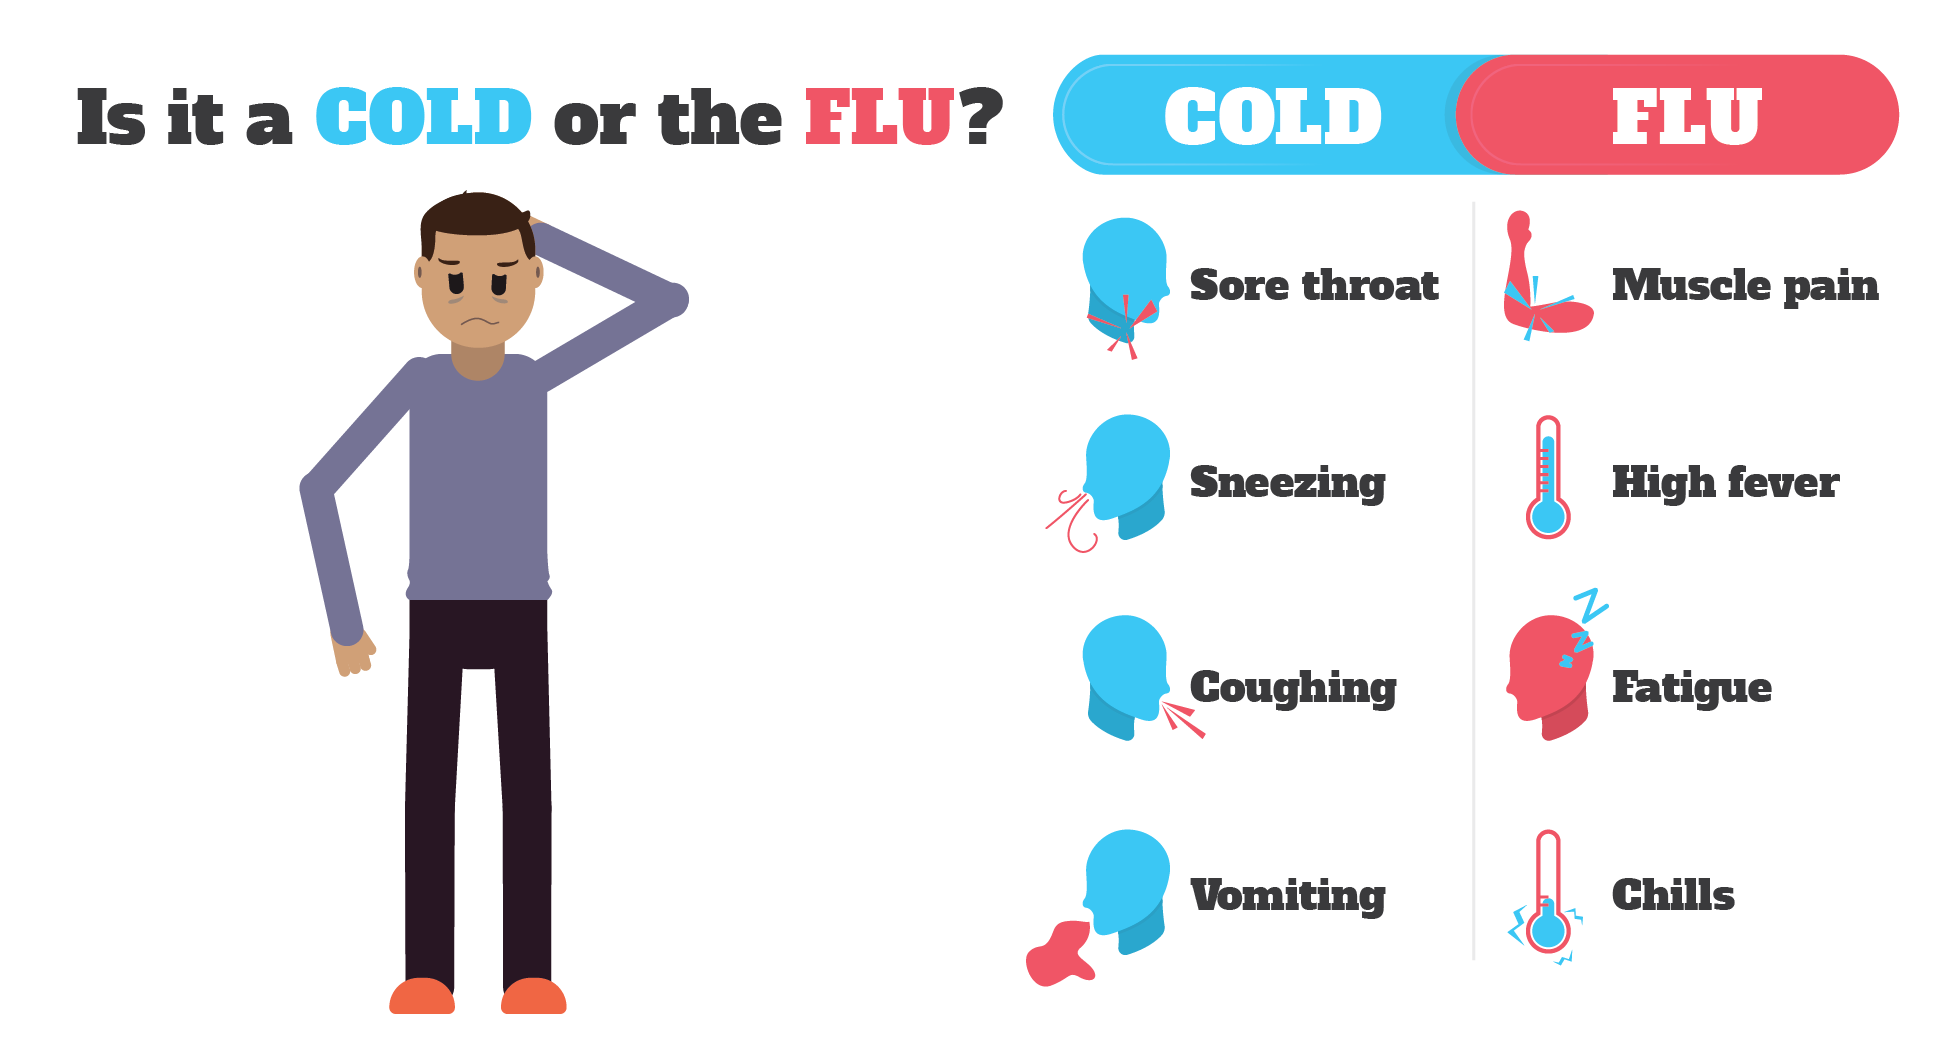 Is it a COLD or the FLU?
COLD
FLU
Sore throat
Muscle pain
Sneezing
High fever
Coughing
Fatigue
Vomiting
Chills